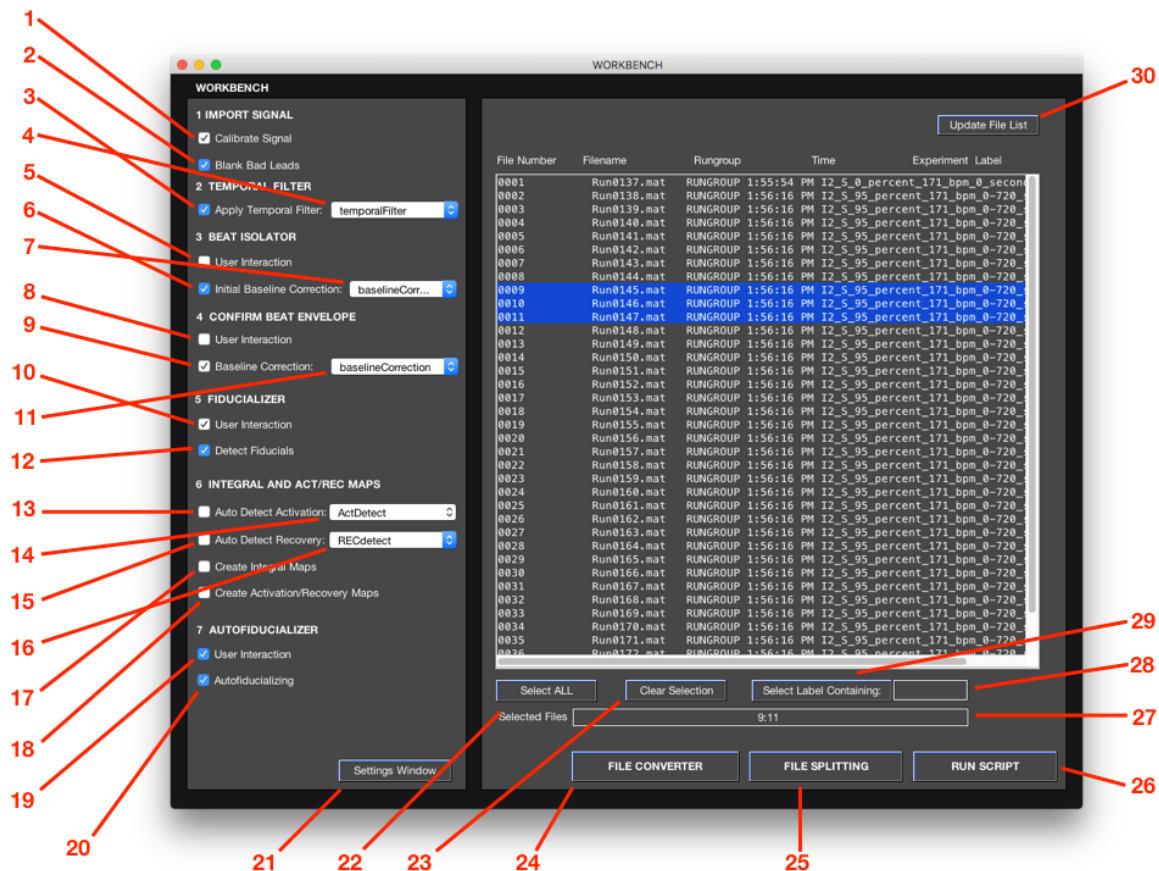 WORKBENCH
WORKBENCH
1 IMPORT SIGNAL
Calibrate Signal
Blank Bad Leads
2 TEMPORAL FILTER
Apply Temporal Filter: temporalFilter
3 BEAT ISOLATOR
User Interaction
Initial Baseline Correction: baselineCorr...
4 CONFIRM BEAT ENVELOPE
User Interaction
Baseline Correction: baselineCorrection
5 FIDUCIALIZER
User Interaction
Detect Fiducials
6 INTEGRAL AND ACT/REC MAPS
Auto Detect Activation: ActDetect
Auto Detect Recovery: RECdetect
Create Integral Maps
Create Activation/Recovery Maps
7 AUTOFIDUCIALIZER
User Interaction
Autofiducializing
Settings Window
Update File List
File Number Filename Rungroup Time Experiment Label
0001 Run0137.mat RUNGROUP 1:55:54 PM I2_S_0_percent_171_bpm_0_second
0002 Run0138.mat RUNGROUP 1:56:16 PM I2_S_95_percent_171_bpm_0-720_
0003 Run0139.mat RUNGROUP 1:56:16 PM I2_S_95_percent_171_bpm_0-720_
0004 Run0140.mat RUNGROUP 1:56:16 PM I2_S_95_percent_171_bpm_0-720_
0005 Run0141.mat RUNGROUP 1:56:16 PM I2_S_95_percent_171_bpm_0-720_
0006 Run0142.mat RUNGROUP 1:56:16 PM I2_S_95_percent_171_bpm_0-720_
0007 Run0143.mat RUNGROUP 1:56:16 PM I2_S_95_percent_171_bpm_0-720_
0008 Run0144.mat RUNGROUP 1:56:16 PM I2_S_95_percent_171_bpm_0-720_
0009 Run0145.mat RUNGROUP 1:56:16 PM I2_S_95_percent_171_bpm_0-720_
0010 Run0146.mat RUNGROUP 1:56:16 PM I2_S_95_percent_171_bpm_0-720_
0011 Run0147.mat RUNGROUP 1:56:16 PM I2_S_95_percent_171_bpm_0-720_
0012 Run0148.mat RUNGROUP 1:56:16 PM I2_S_95_percent_171_bpm_0-720_
0013 Run0149.mat RUNGROUP 1:56:16 PM I2_S_95_percent_171_bpm_0-720_
0014 Run0150.mat RUNGROUP 1:56:16 PM I2_S_95_percent_171_bpm_0-720_
0015 Run0151.mat RUNGROUP 1:56:16 PM I2_S_95_percent_171_bpm_0-720_
0016 Run0152.mat RUNGROUP 1:56:16 PM I2_S_95_percent_171_bpm_0-720_
0017 Run0153.mat RUNGROUP 1:56:16 PM I2_S_95_percent_171_bpm_0-720_
0018 Run0154.mat RUNGROUP 1:56:16 PM I2_S_95_percent_171_bpm_0-720_
0019 Run0155.mat RUNGROUP 1:56:16 PM I2_S_95_percent_171_bpm_0-720_
0020 Run0156.mat RUNGROUP 1:56:16 PM I2_S_95_percent_171_bpm_0-720_
0021 Run0157.mat RUNGROUP 1:56:16 PM I2_S_95_percent_171_bpm_0-720_
0022 Run0158.mat RUNGROUP 1:56:16 PM I2_S_95_percent_171_bpm_0-720_
0023 Run0159.mat RUNGROUP 1:56:16 PM I2_S_95_percent_171_bpm_0-720_
0024 Run0160.mat RUNGROUP 1:56:16 PM I2_S_95_percent_171_bpm_0-720_
0025 Run0161.mat RUNGROUP 1:56:16 PM I2_S_95_percent_171_bpm_0-720_
0026 Run0162.mat RUNGROUP 1:56:16 PM I2_S_95_percent_171_bpm_0-720_
0027 Run0163.mat RUNGROUP 1:56:16 PM I2_S_95_percent_171_bpm_0-720_
0028 Run0164.mat RUNGROUP 1:56:16 PM I2_S_95_percent_171_bpm_0-720_
0029 Run0165.mat RUNGROUP 1:56:16 PM I2_S_95_percent_171_bpm_0-720_
0030 Run0166.mat RUNGROUP 1:56:16 PM I2_S_95_percent_171_bpm_0-720_
0031 Run0167.mat RUNGROUP 1:56:16 PM I2_S_95_percent_171_bpm_0-720_
0032 Run0168.mat RUNGROUP 1:56:16 PM I2_S_95_percent_171_bpm_0-720_
0033 Run0169.mat RUNGROUP 1:56:16 PM I2_S_95_percent_171_bpm_0-720_
0034 Run0170.mat RUNGROUP 1:56:16 PM I2_S_95_percent_171_bpm_0-720_
0035 Run0171.mat RUNGROUP 1:56:16 PM I2_S_95_percent_171_bpm_0-720_
0036 Run0172.mat RUNGROUP 1:56:16 PM I2_S_95_percent_171_bpm_0-720_
Select ALL Clear Selection Select Label Containing:
Selected Files 9:11
FILE CONVERTER FILE SPLITTING RUN SCRIPT
1
2
3
4
5
6
7
8
9
10
11
12
13
14
15
16
17
18
19
20
21
22
23
24
25
26
27
28
29
30